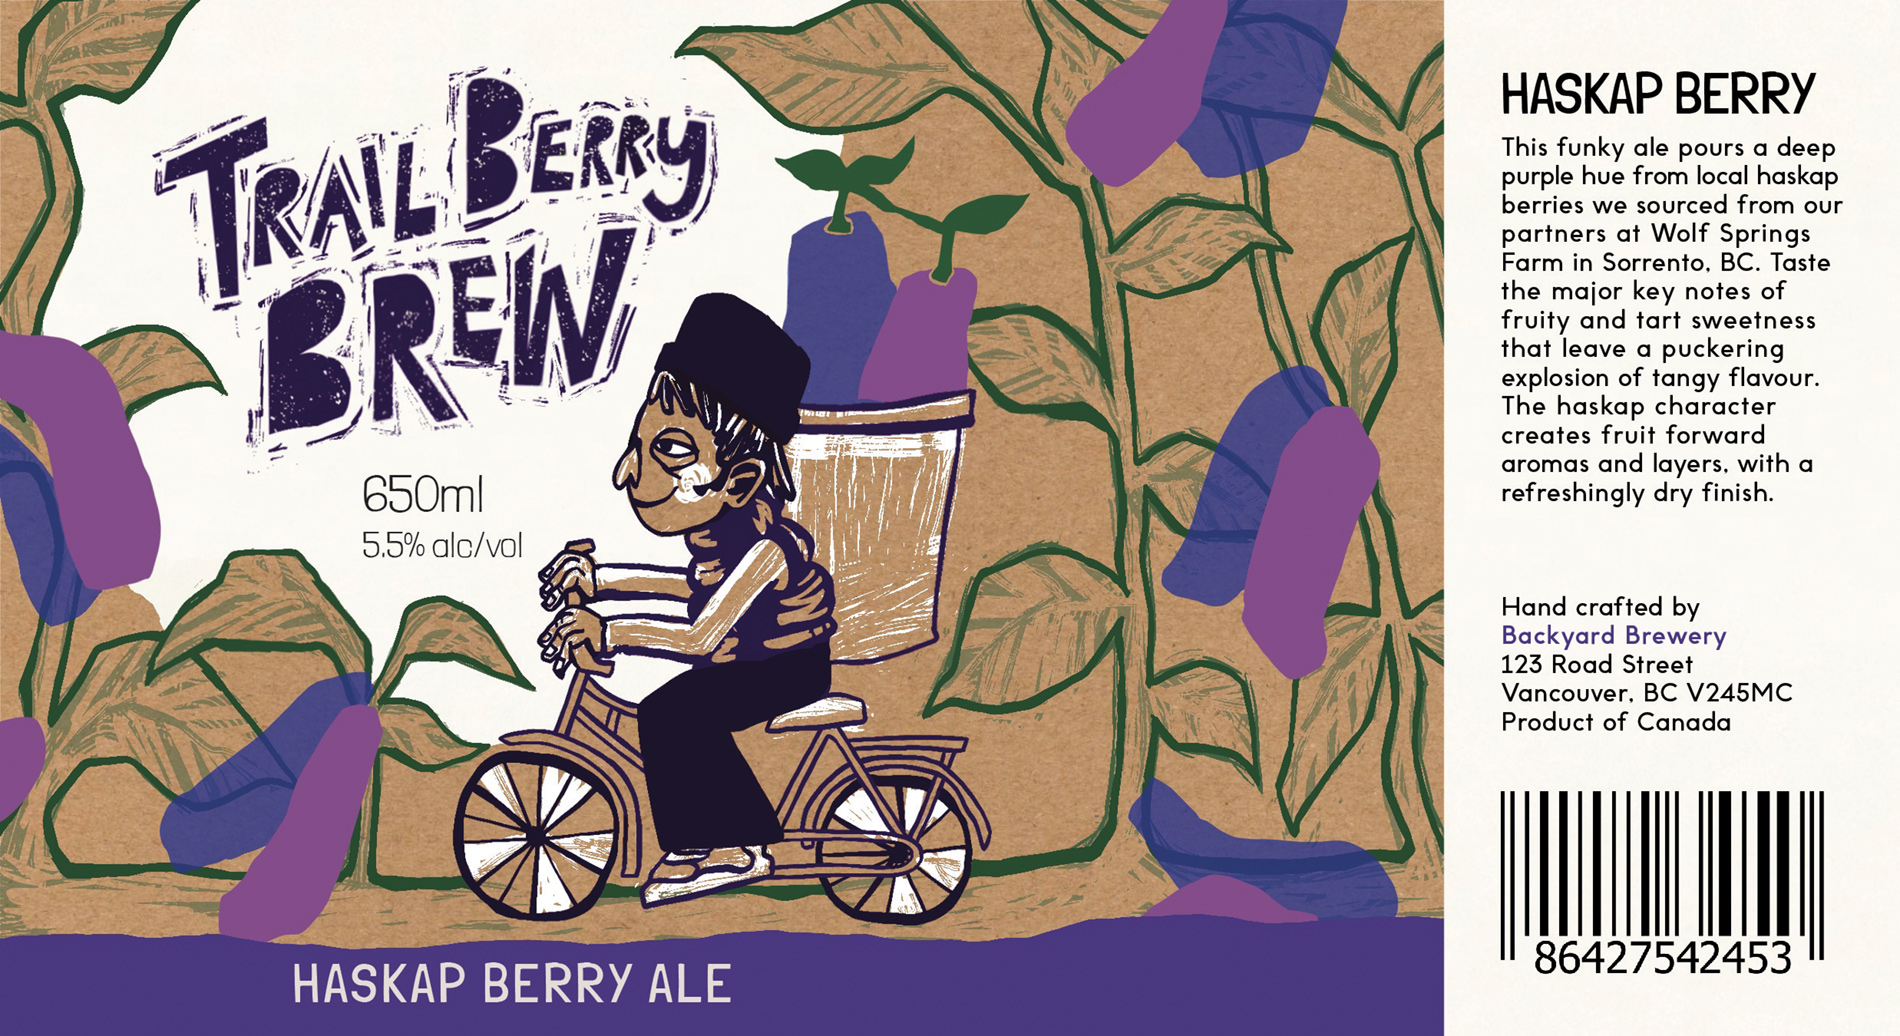 TRAIL BERRY
BREW
650ml
5.5% alc/vol
HASKAP BERRY ALE
HASKAP BERRY
This funky ale pours a deep
purple hue from local haskap
berries we sourced from our
partners at Wolf Springs
Farm in Sorrento, BC. Taste
the major key notes of
fruity and tart sweetness
that leave a puckering
explosion of tangy flavour.
The haskap character
creates fruit forward
aromas and layers, with a
refreshingly dry finish.
Hand crafted by
Backyard Brewery
123 Road Street
Vancouver, BC V245MC
Product of Canada
86427542453